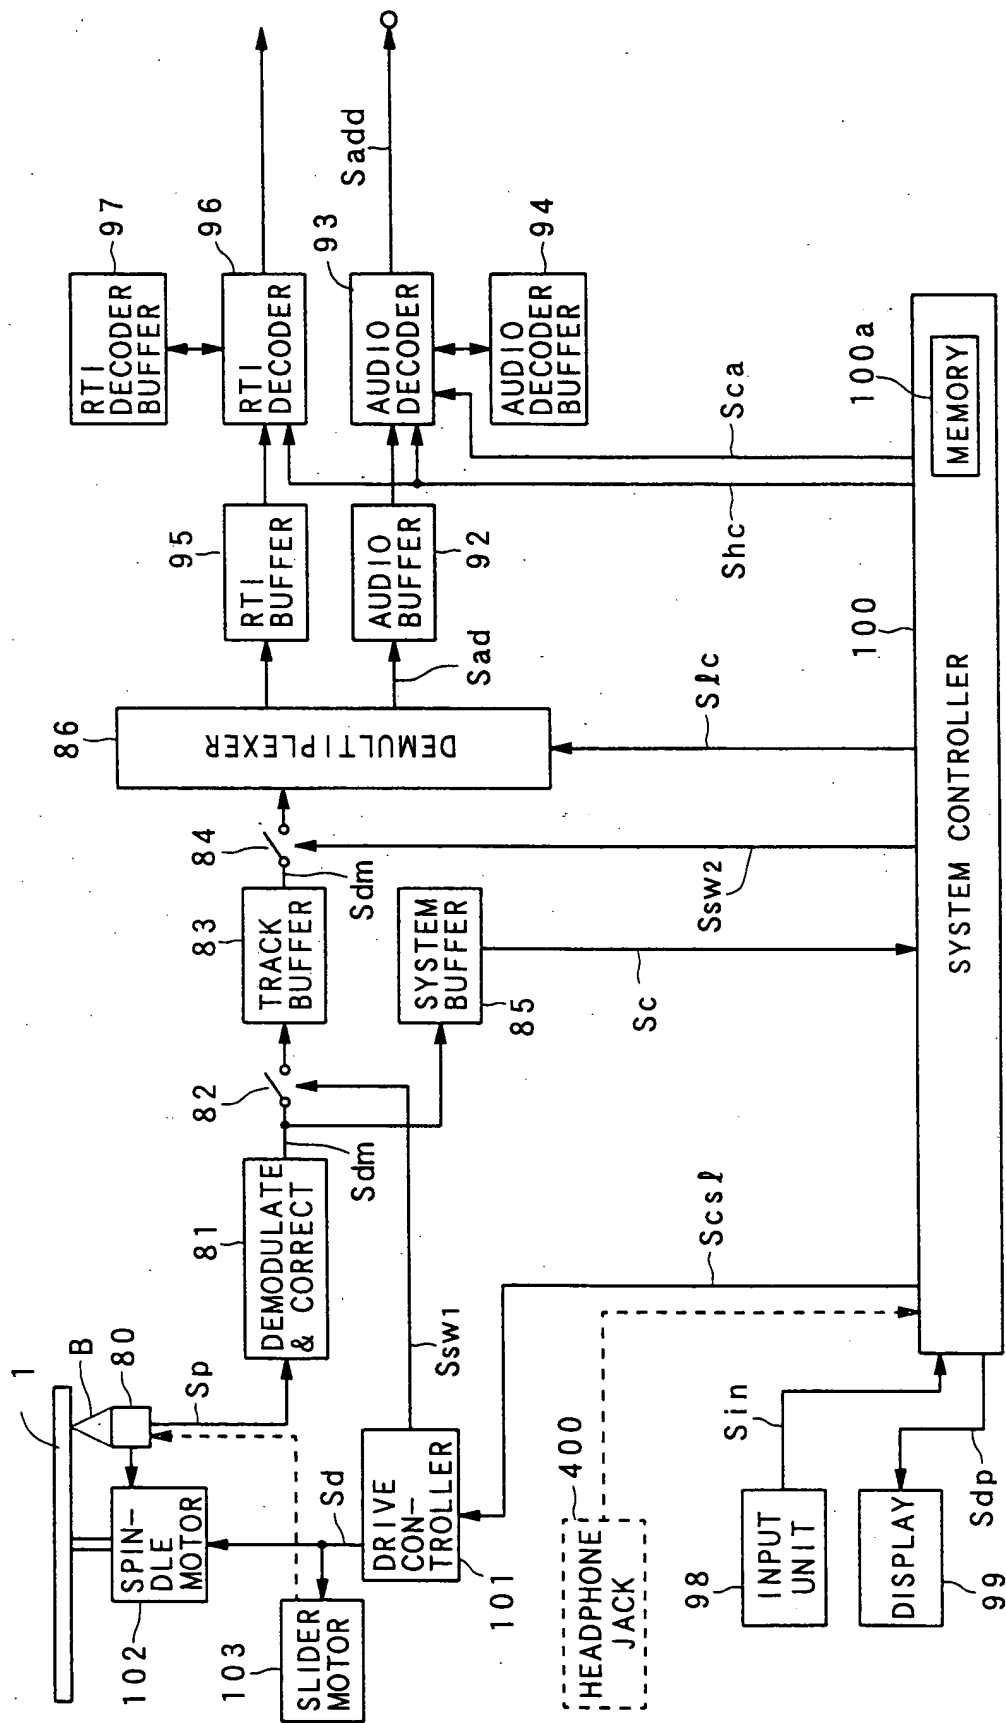 1
B
80
Sp
SPIN-
DLE
MOTOR
102
SLIDER
MOTOR
103
Sd
DRIVE
CON-
TROLLER
101
Ssw1
DEMODULATE
& CORRECT
81
Sdm
82
TRACK
BUFFER
83
Sdm
84
SYSTEM
BUFFER
85
Sc
DEMULTIPLEXER
86
Sad
RTI
BUFFER
95
AUDIO
BUFFER
92
RTI
DECODER
96
RTI
DECODER
BUFFER
97
AUDIO
DECODER
93
AUDIO
DECODER
BUFFER
94
Sadd
HEADPHONE
JACK
400
INPUT
UNIT
98
Sin
DISPLAY
99
Sdp
Scsℓ
Ssw2
Sℓc
Shc
Sca
SYSTEM CONTROLLER
100
MEMORY
100a